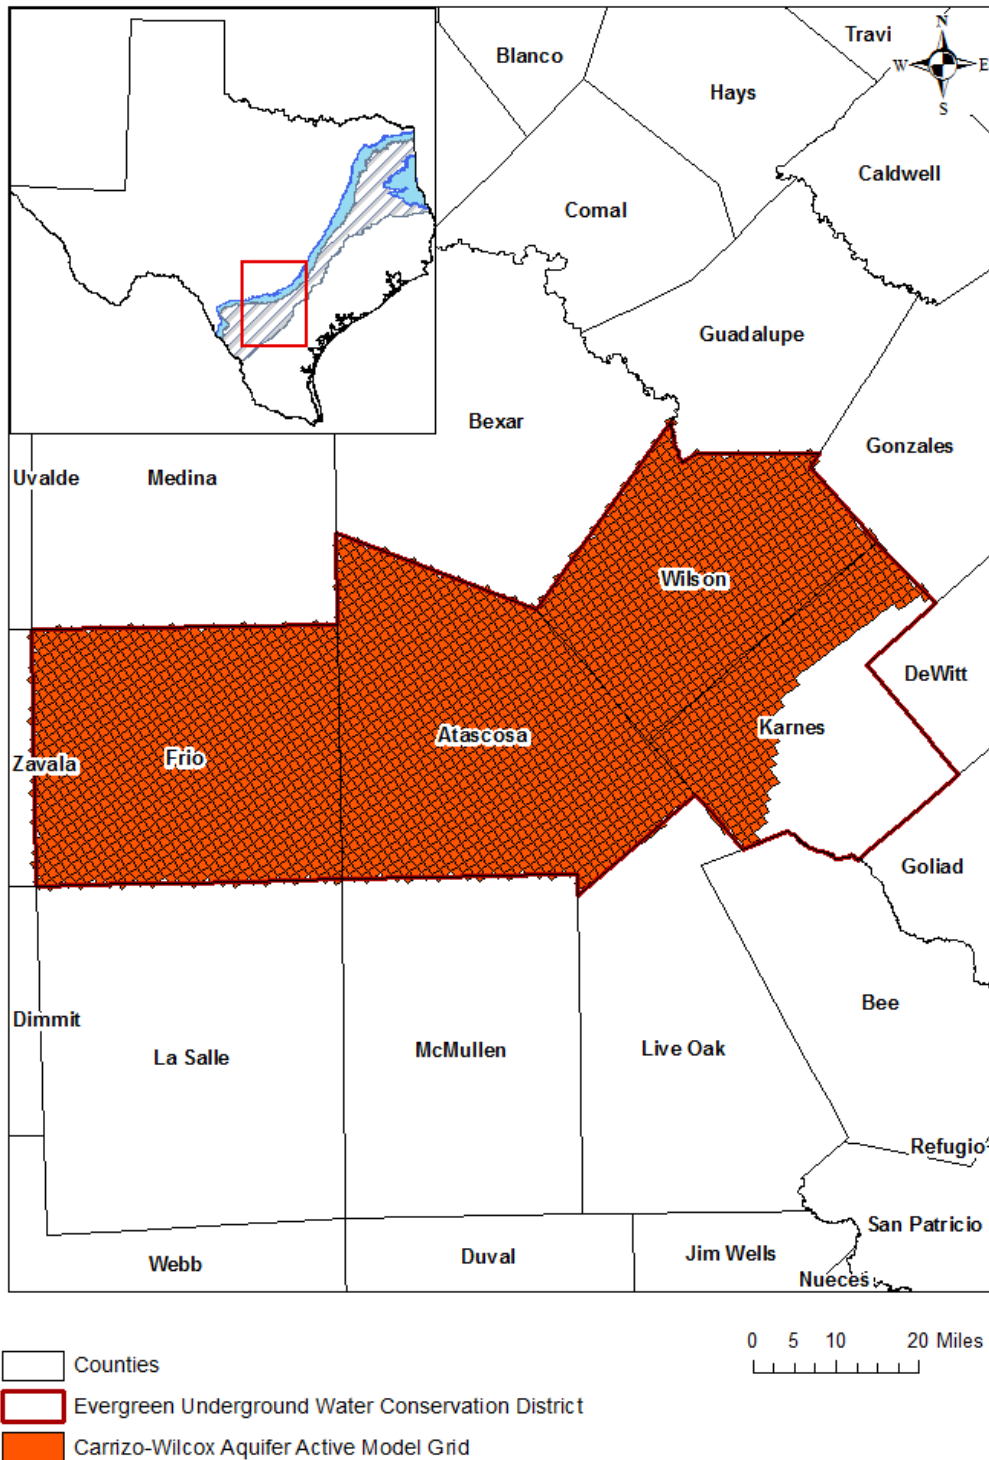 Blanco
Travi
N
W
E
S
Hays
Caldwell
Comal
Guadalupe
Bexar
Gonzales
Uvalde
Medina
Wilson
DeWitt
Karnes
Atascosa
Frio
Zavala
Goliad
Bee
Dimmit
La Salle
McMullen
Live Oak
Refugio
San Patricio
Webb
Duval
Jim Wells
Nueces
0 5 10 20 Miles
Counties
Evergreen Underground Water Conservation District
Carrizo-Wilcox Aquifer Active Model Grid